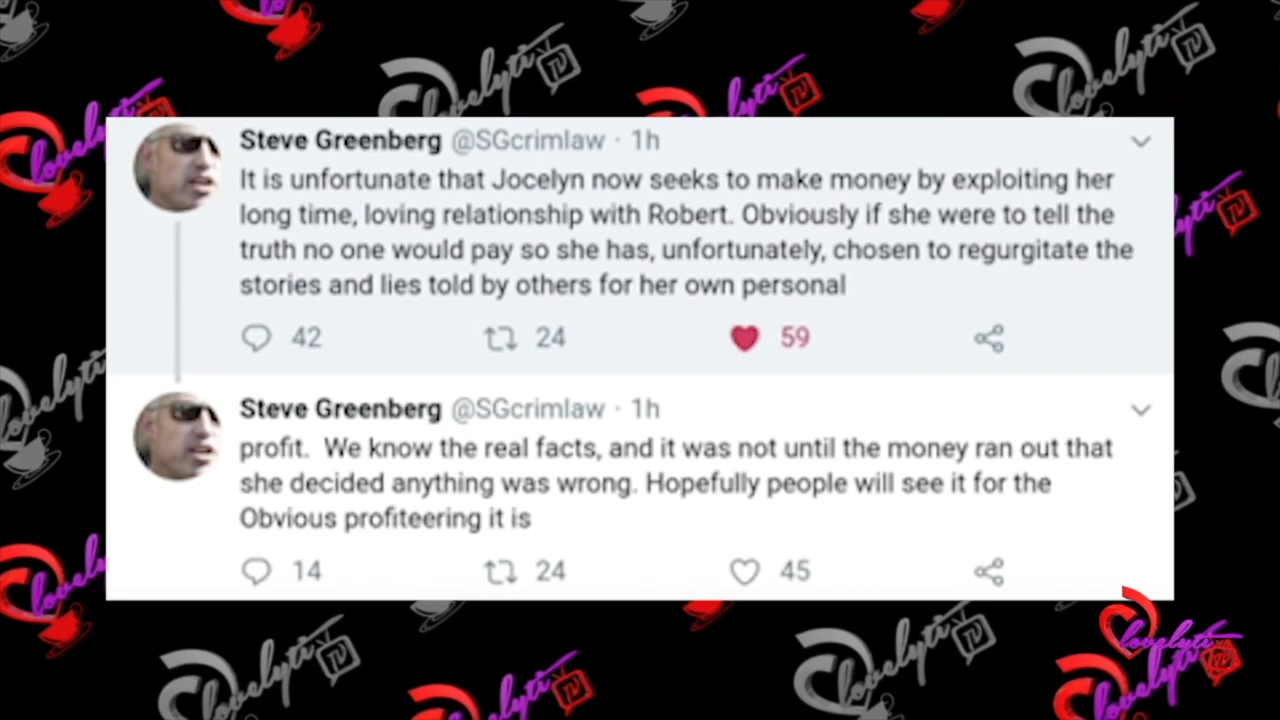 Steve Greenberg @SGcrimlaw · 1h
It is unfortunate that Jocelyn now seeks to make money by exploiting her
long time, loving relationship with Robert. Obviously if she were to tell the
truth no one would pay so she has, unfortunately, chosen to regurgitate the
stories and lies told by others for her own personal
42 24 59
Steve Greenberg @SGcrimlaw · 1h
profit. We know the real facts, and it was not until the money ran out that
she decided anything was wrong. Hopefully people will see it for the
Obvious profiteering it is
14 24 45
lovelyti TV